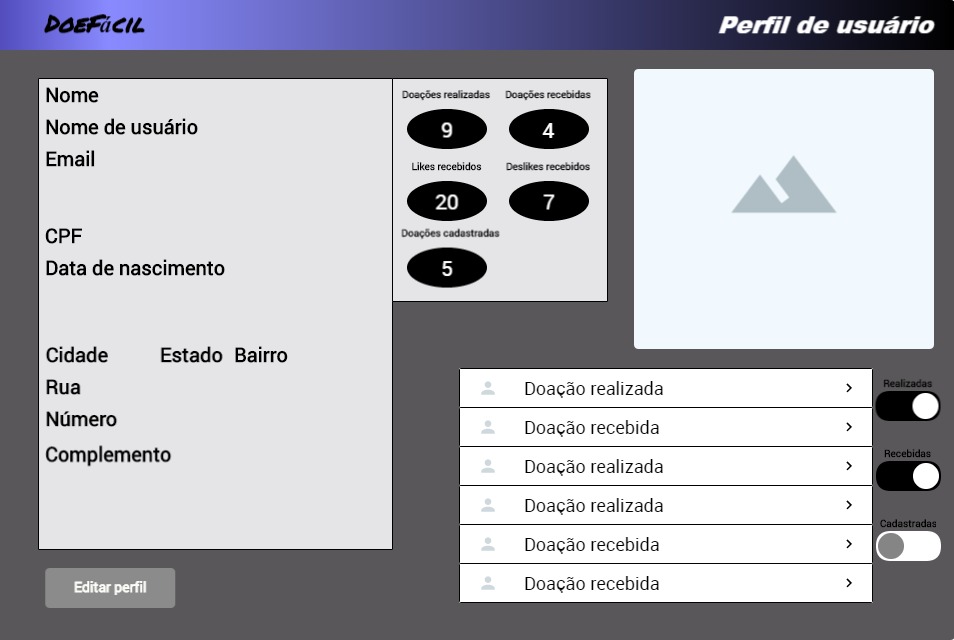 DoeFácil
Perfil de usuário
Nome
Nome de usuário
Email
CPF
Data de nascimento
Cidade Estado Bairro
Rua
Número
Complemento
Editar perfil
Doações realizadas Doações recebidas
9 4
Likes recebidos Deslikes recebidos
20 7
Doações cadastradas
5
Doação realizada
Doação recebida
Doação realizada
Doação realizada
Doação recebida
Doação recebida
Realizadas
Recebidas
Cadastradas